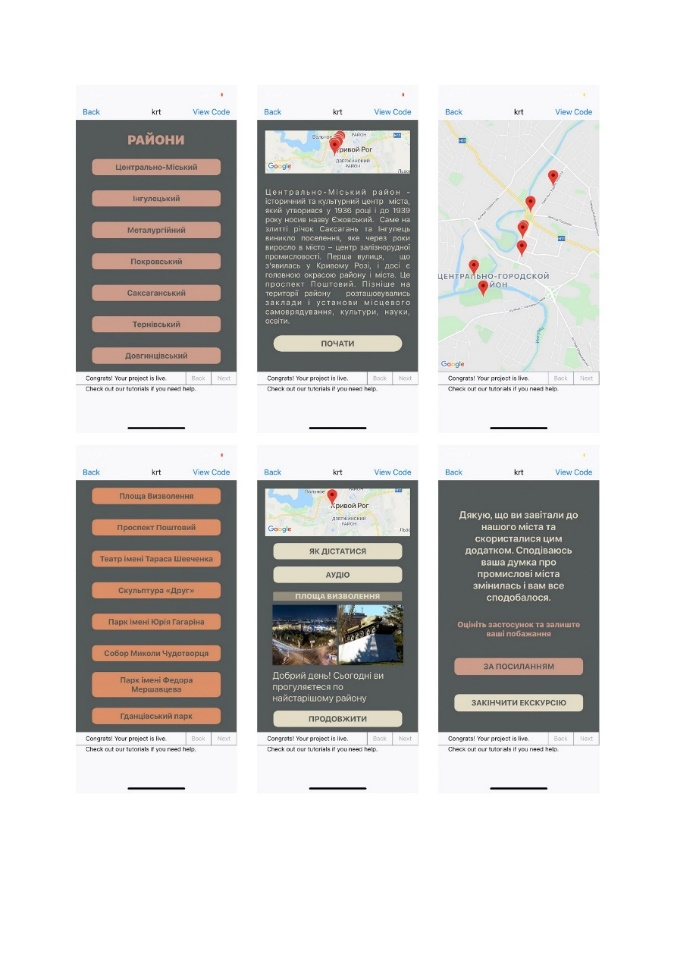 Back krt View Code
РАЙОНИ
Центрально-Міський
Інгулецький
Металургійний
Покровський
Саксаганський
Тернівський
Довгинцівський
Congrats! Your project is live. Back Next
Check out our tutorials if you need help.
Back krt View Code
РАЙОН
Кривой Рог
РАЙОН
Google
Центрально-Міський район -
історичний та культурний центр міста,
який утворився у 1936 році і до 1939
року носив назву Єжовський. Саме на
злитті річок Саксагань та Інгулець
виникло поселення, яке через роки
виросло в місто – центр залізорудної
промисловості. Перша вулиця, що
з'явилась у Кривому Розі, і досі є
головною окрасою району і міста. Це
проспект Поштовий. Пізніше на
території району розташовувались
заклади і установи місцевого
самоврядування, культури, науки,
освіти.
ПОЧАТИ
Congrats! Your project is live. Back Next
Check out our tutorials if you need help.
Back krt View Code
ЦЕНТРАЛЬНО-ГОРОДСКОЙ
Google
Congrats! Your project is live. Back Next
Check out our tutorials if you need help.
Back krt View Code
Площа Визволення
Проспект Поштовий
Театр імені Тараса Шевченка
Скульптура «Друг»
Парк імені Юрія Гагаріна
Собор Миколи Чудотворця
Парк імені Федора
Мершавцева
Гданцівський парк
Congrats! Your project is live. Back Next
Check out our tutorials if you need help.
Back krt View Code
Кривой Рог
РАЙОН
Google
ЯК ДІСТАТИСЯ
АУДІО
ПЛОЩА ВИЗВОЛЕННЯ
Добрий день! Сьогодні ви
прогуляєтеся по
найстарішому району
ПРОДОВЖИТИ
Congrats! Your project is live. Back Next
Check out our tutorials if you need help.
Back krt View Code
Дякую, що ви завітали до
нашого міста та
скористалися цим
додатком. Сподіваюсь
ваша думка про
промислові міста
змінилась і вам все
сподобалося.
Оцініть застосунок та залиште
ваші побажання
ЗА ПОСИЛАННЯМ
ЗАКІНЧИТИ ЕКСКУРСІЮ
Congrats! Your project is live. Back Next
Check out our tutorials if you need help.